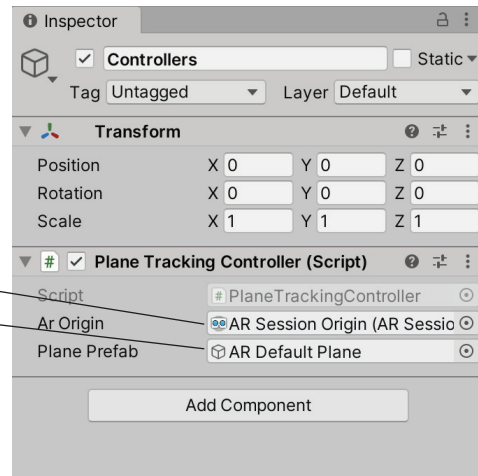 Inspector
Controllers Static
Tag Untagged Layer Default
Transform
Position X 0 Y 0 Z 0
Rotation X 0 Y 0 Z 0
Scale X 1 Y 1 Z 1
# Plane Tracking Controller (Script)
Script # PlaneTrackingController
Ar Origin AR Session Origin (AR Sessio
Plane Prefab AR Default Plane
Add Component